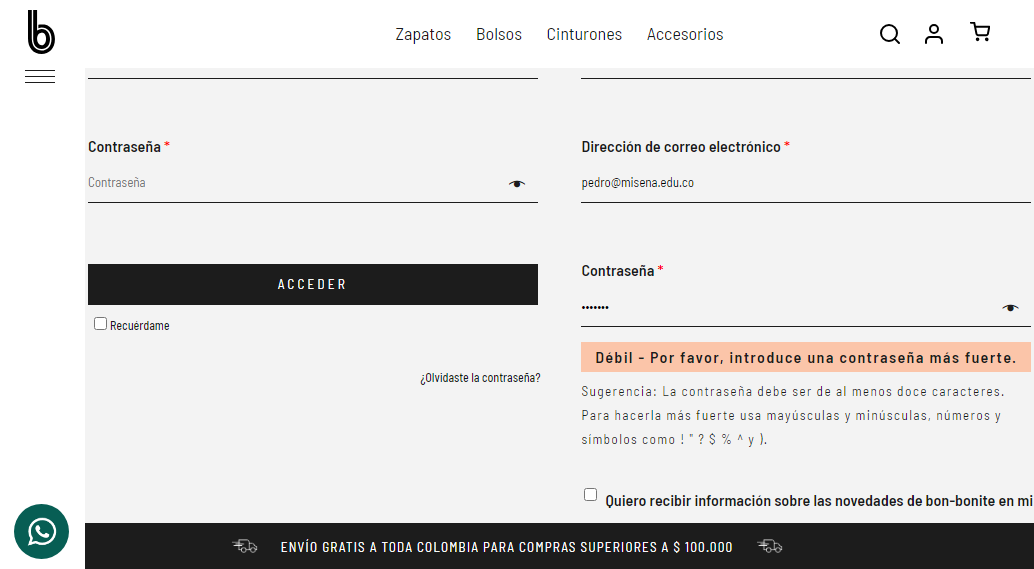 b
Zapatos Bolsos Cinturones Accesorios
Contraseña *
Contraseña
ACCEDER
Recuérdame
¿Olvidaste la contraseña?
Dirección de correo electrónico *
pedro@misena.edu.co
Contraseña *
•••••••
Débil - Por favor, introduce una contraseña más fuerte.
Sugerencia: La contraseña debe ser de al menos doce caracteres.
Para hacerla más fuerte usa mayúsculas y minúsculas, números y
símbolos como ! " ? $ % ^ y ).
Quiero recibir información sobre las novedades de bon-bonite en mi
ENVÍO GRATIS A TODA COLOMBIA PARA COMPRAS SUPERIORES A $ 100.000